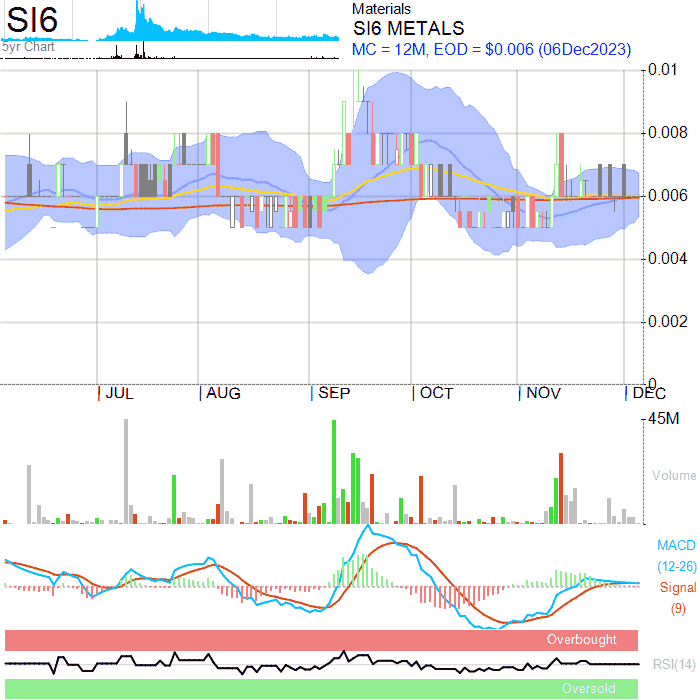 SI6
5yr Chart
Materials
SI6 METALS
MC = 12M, EOD = $0.006 (06Dec2023)
0.01
0.008
0.006
0.004
0.002
0
JUL AUG SEP OCT NOV DEC
45M
Volume
MACD
(12-26)
Signal
(9)
Overbought
RSI(14)
Oversold